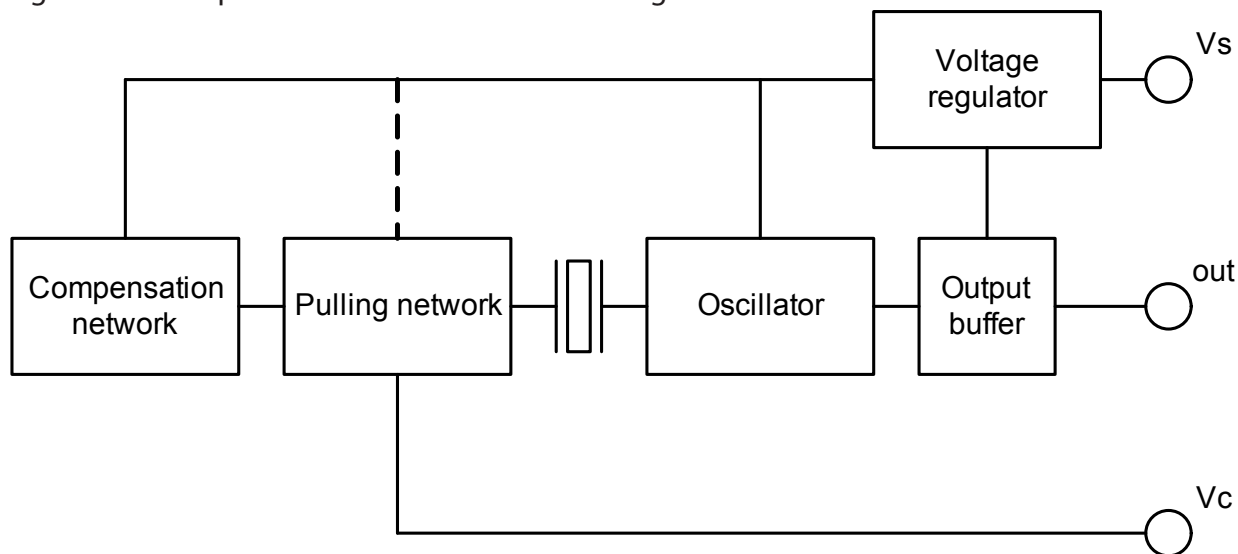 Voltage
regulator
Vs
Compensation
network
Pulling network
Oscillator
Output
buffer
out
Vc